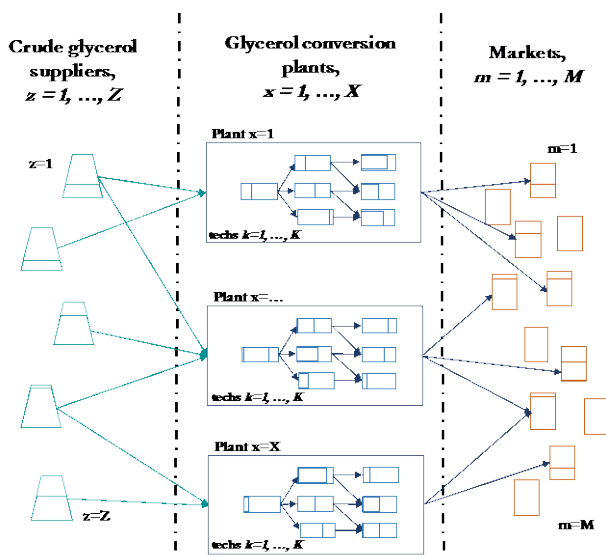 Crude glycerol
suppliers,
z = 1, ..., Z
Glycerol conversion
plants,
x = 1, ..., X
Markets,
m = 1, ..., M
z=1
Plant x=1
techs k=1, ..., K
m=1
Plant x=...
techs k=1, ..., K
Plant x=X
techs k=1, ..., K
z=Z
m=M